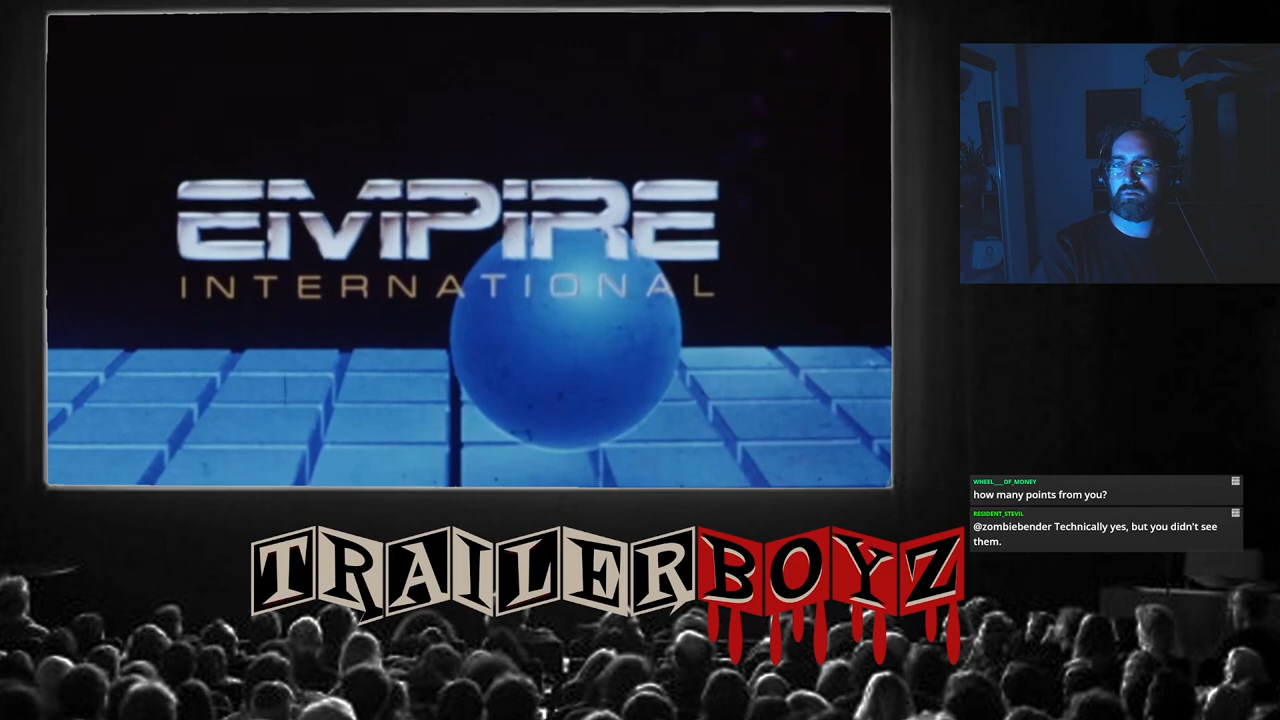 EMPIRE
INTERNATIONAL
TRAILERBOYZ
WHEEL___OF_MONEY
how many points from you?
RESIDENT_STEVIL
@zombiebender Technically yes, but you didn't see
them.